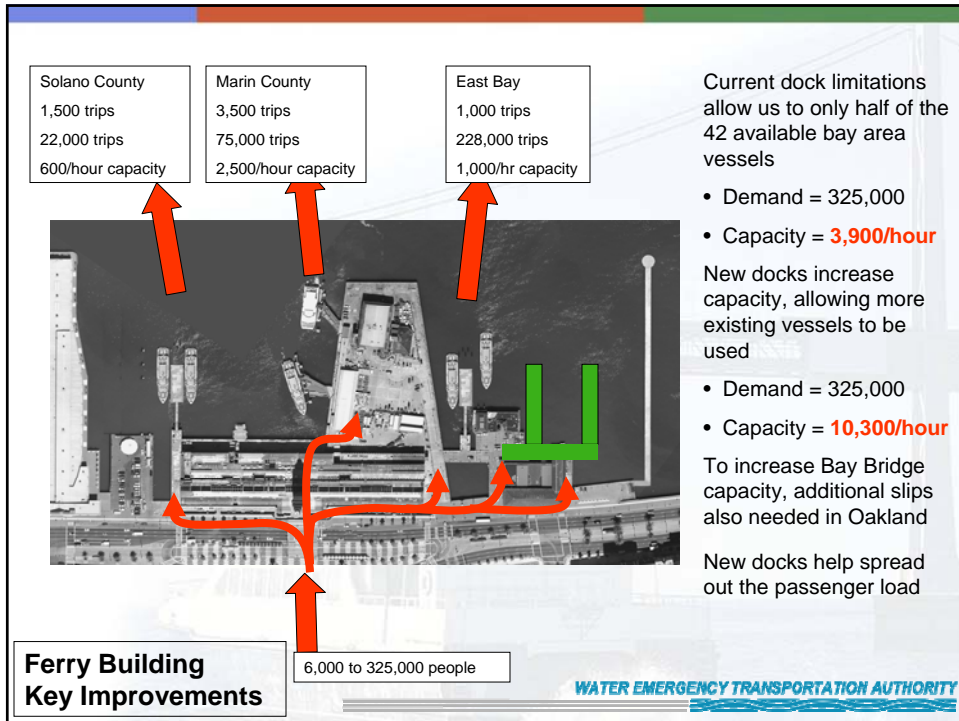 Solano County
1,500 trips
22,000 trips
600/hour capacity
Marin County
3,500 trips
75,000 trips
2,500/hour capacity
East Bay
1,000 trips
228,000 trips
1,000/hr capacity
Current dock limitations
allow us to only half of the
42 available bay area
vessels
• Demand = 325,000
• Capacity = 3,900/hour
New docks increase
capacity, allowing more
existing vessels to be
used
• Demand = 325,000
• Capacity = 10,300/hour
To increase Bay Bridge
capacity, additional slips
also needed in Oakland
New docks help spread
out the passenger load
Ferry Building
Key Improvements
6,000 to 325,000 people
WATER EMERGENCY TRANSPORTATION AUTHORITY